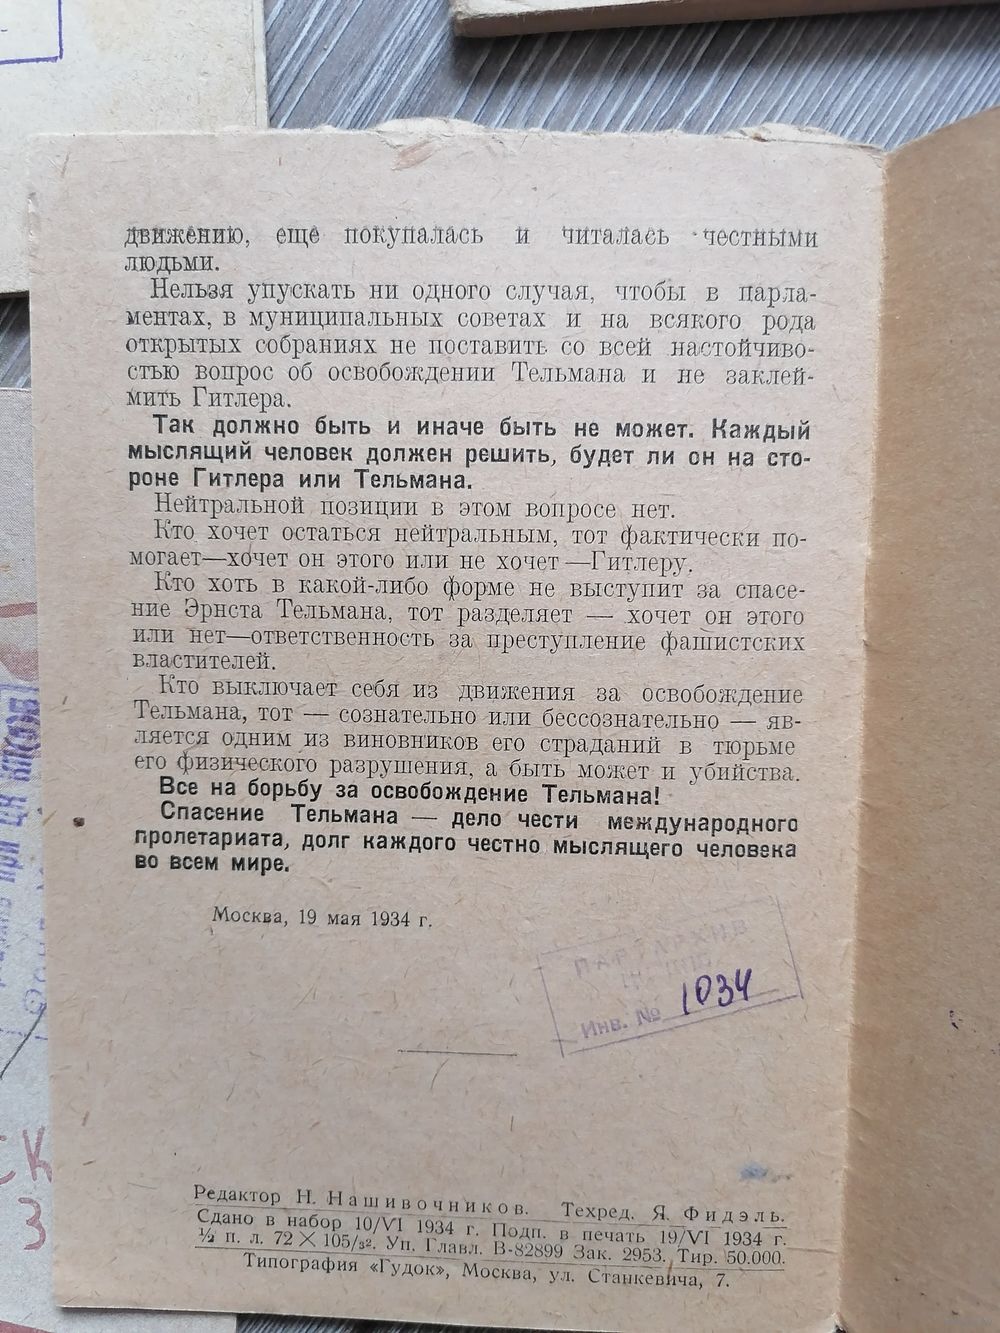 движению, еще покупалась и читалась честными
людьми.
Нельзя упускать ни одного случая, чтобы в парла-
ментах, в муниципальных советах и на всякого рода
открытых собраниях не поставить со всей настойчиво-
стью вопрос об освобождении Тельмана и не заклей-
мить Гитлера.
Так должно быть и иначе быть не может. Каждый
мыслящий человек должен решить, будет ли он на сто-
роне Гитлера или Тельмана.
Нейтральной позиции в этом вопросе нет.
Кто хочет остаться нейтральным, тот фактически по-
могает—хочет он этого или не хочет—Гитлеру.
Кто хоть в какой-либо форме не выступит за спасе-
ние Эрнста Тельмана, тот разделяет — хочет он этого
или нет—ответственность за преступление фашистских
властителей.
Кто выключает себя из движения за освобождение
Тельмана, тот — сознательно или бессознательно — яв-
ляется одним из виновников его страданий в тюрьме
его физического разрушения, а быть может и убийства.
Все на борьбу за освобождение Тельмана!
Спасение Тельмана — дело чести международного
пролетариата, долг каждого честно мыслящего человека
во всем мире.
Москва, 19 мая 1934 г.
ПАРТАРХИВ
Инв. № 1034
Редактор Н. Нашивочников. Техред. Я. Фидэль.
Сдано в набор 10/VI 1934 г. Подп. в печать 19/VI 1934 г.
½ п. л. 72 × 105/32. Уп. Главл. В-82899 Зак. 2953. Тир. 50.000.
Типография «Гудок», Москва, ул. Станкевича, 7.
при ЦК КП(б)Б
СК
З